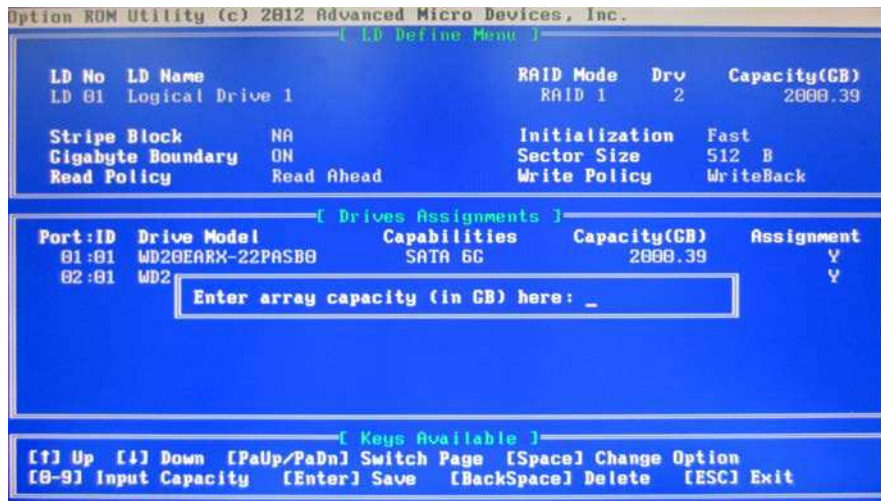 Option ROM Utility (c) 2012 Advanced Micro Devices, Inc.
[ LD Define Menu ]
LD No LD Name RAID Mode Drv Capacity(GB)
LD 01 Logical Drive 1 RAID 1 2 2000.39
Stripe Block NA Initialization Fast
Gigabyte Boundary ON Sector Size 512 B
Read Policy Read Ahead Write Policy WriteBack
[ Drives Assignments ]
Port:ID Drive Model Capabilities Capacity(GB) Assignment
01:01 WD20EARX-22PASB0 SATA 6G 2000.39 Y
02:01 WD2 Y
Enter array capacity (in GB) here: _
[ Keys Available ]
[↑] Up [↓] Down [PaUp/PaDn] Switch Page [Space] Change Option
[0-9] Input Capacity [Enter] Save [BackSpace] Delete [ESC] Exit